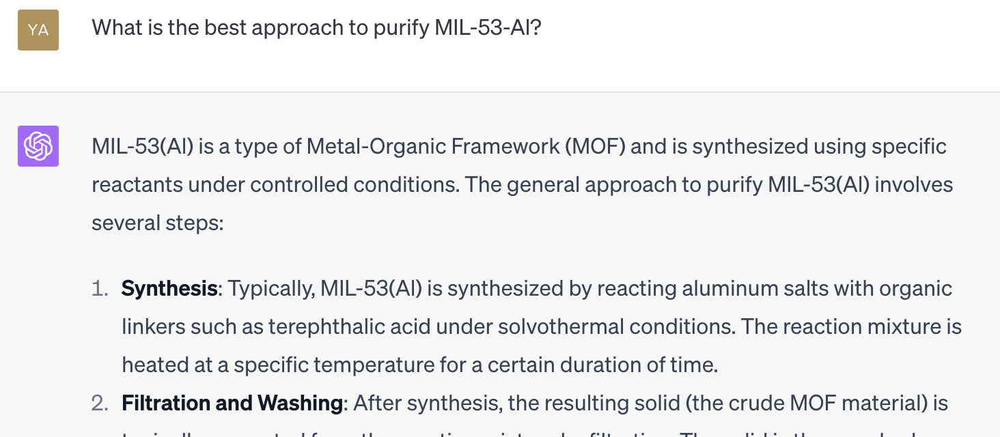 YA
What is the best approach to purify MIL-53-Al?
MIL-53(Al) is a type of Metal-Organic Framework (MOF) and is synthesized using specific
reactants under controlled conditions. The general approach to purify MIL-53(Al) involves
several steps:
1. Synthesis: Typically, MIL-53(Al) is synthesized by reacting aluminum salts with organic
linkers such as terephthalic acid under solvothermal conditions. The reaction mixture is
heated at a specific temperature for a certain duration of time.
2. Filtration and Washing: After synthesis, the resulting solid (the crude MOF material) is